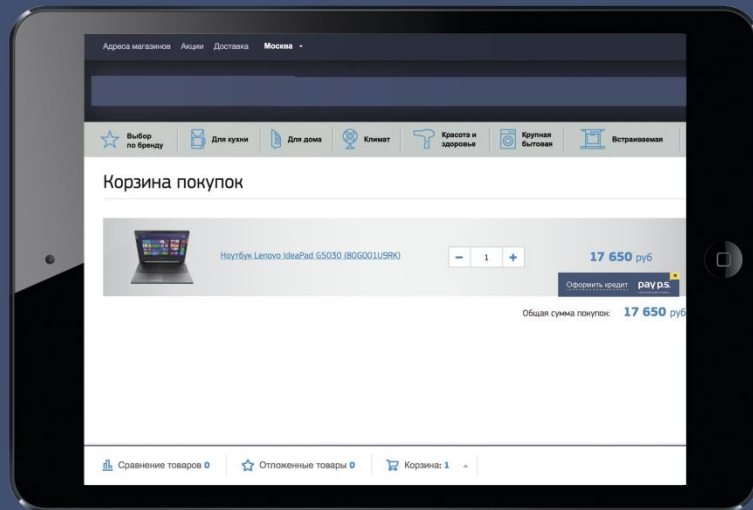 Адреса магазинов Акции Доставка Москва
Выбор по бренду
Для кухни
Для дома
Климат
Красота и здоровье
Крупная бытовая
Встраиваемая
Корзина покупок
Ноутбук Lenovo IdeaPad G5030 (80G001U9RK)
− 1 +
17 650 руб
Оформить кредит pay p.s.
Общая сумма покупок: 17 650 руб
Сравнение товаров 0 Отложенные товары 0 Корзина: 1